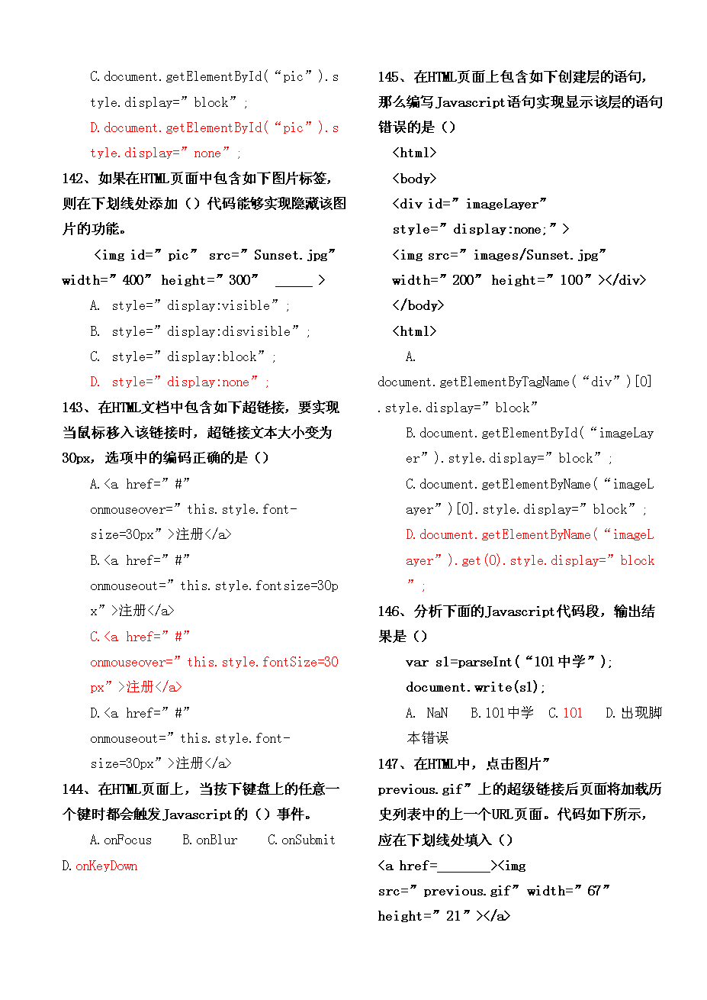 C.document.getElementById(“pic”).s
tyle.display=”block”;
D.document.getElementById(“pic”).s
tyle.display=”none”;
142、如果在HTML页面中包含如下图片标签，
则在下划线处添加（）代码能够实现隐藏该图
片的功能。
<img id=”pic” src=”Sunset.jpg”
width=”400” height=”300” _____ >
A. style=”display:visible”;
B. style=”display:disvisible”;
C. style=”display:block”;
D. style=”display:none”;
143、在HTML文档中包含如下超链接，要实现
当鼠标移入该链接时，超链接文本大小变为
30px，选项中的编码正确的是（）
A.<a href=”#”
onmouseover=”this.style.font-
size=30px”>注册</a>
B.<a href=”#”
onmouseout=”this.style.fontsize=30p
x”>注册</a>
C.<a href=”#”
onmouseover=”this.style.fontSize=30
px”>注册</a>
D.<a href=”#”
onmouseout=”this.style.font-
size=30px”>注册</a>
144、在HTML页面上，当按下键盘上的任意一
个键时都会触发Javascript的（）事件。
A.onFocus B.onBlur C.onSubmit
D.onKeyDown
145、在HTML页面上包含如下创建层的语句，
那么编写Javascript语句实现显示该层的语句
错误的是（）
<html>
<body>
<div id=”imageLayer”
style=”display:none;”>
<img src=”images/Sunset.jpg”
width=”200” height=”100”></div>
</body>
<html>
A.
document.getElementByTagName(“div”)[0]
.style.display=”block”
B.document.getElementById(“imageLay
er”).style.display=”block”;
C.document.getElementByName(“imageL
ayer”)[0].style.display=”block”;
D.document.getElementByName(“imageL
ayer”).get(0).style.display=”block
”;
146、分析下面的Javascript代码段，输出结
果是（）
var s1=parseInt(“101中学”);
document.write(s1);
A. NaN B.101中学 C.101 D.出现脚
本错误
147、在HTML中，点击图片”
previous.gif”上的超级链接后页面将加载历
史列表中的上一个URL页面。代码如下所示，
应在下划线处填入（）
<a href=_______><img
src=”previous.gif” width=”67”
height=”21”></a>